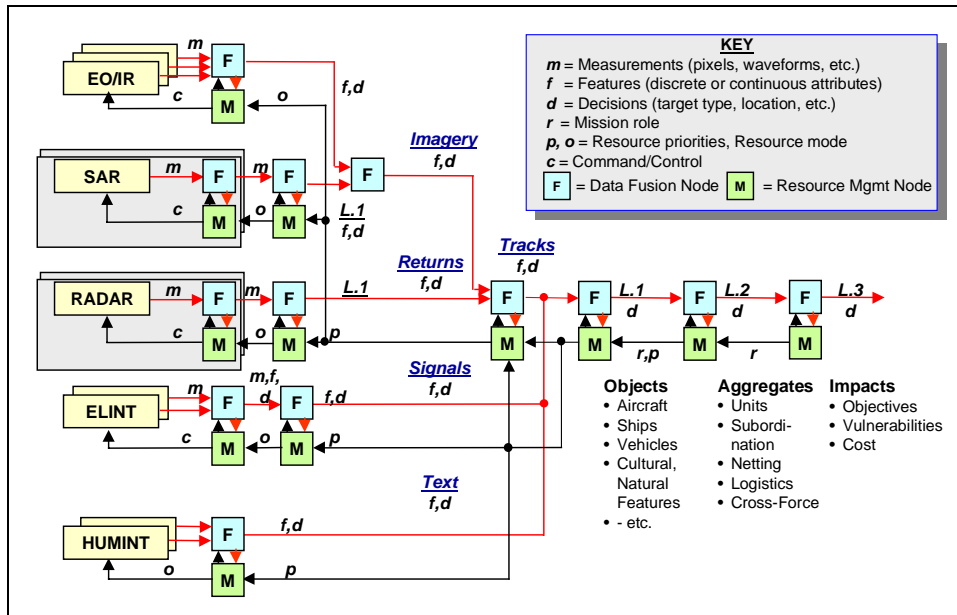 KEY
m = Measurements (pixels, waveforms, etc.)
f = Features (discrete or continuous attributes)
d = Decisions (target type, location, etc.)
r = Mission role
p, o = Resource priorities, Resource mode
c = Command/Control
F = Data Fusion Node M = Resource Mgmt Node
m
F
EO/IR
c
M
o
f,d
Imagery
f,d
SAR
m
F
m
F
F
c
M
o
M
L.1
f,d
Returns
f,d
Tracks
f,d
RADAR
m
F
m
F
L.1
F
F
L.1
d
F
L.2
d
F
L.3
d
c
M
o
M
p
M
M
r,p
M
r
M
Signals
f,d
ELINT
m
F
m,f,
d
F
f,d
c
M
o
M
p
Text
f,d
HUMINT
F
f,d
o
M
p
Objects
• Aircraft
• Ships
• Vehicles
• Cultural,
Natural
Features
• - etc.
Aggregates
• Units
• Subordi-
nation
• Netting
• Logistics
• Cross-Force
Impacts
• Objectives
• Vulnerabilities
• Cost